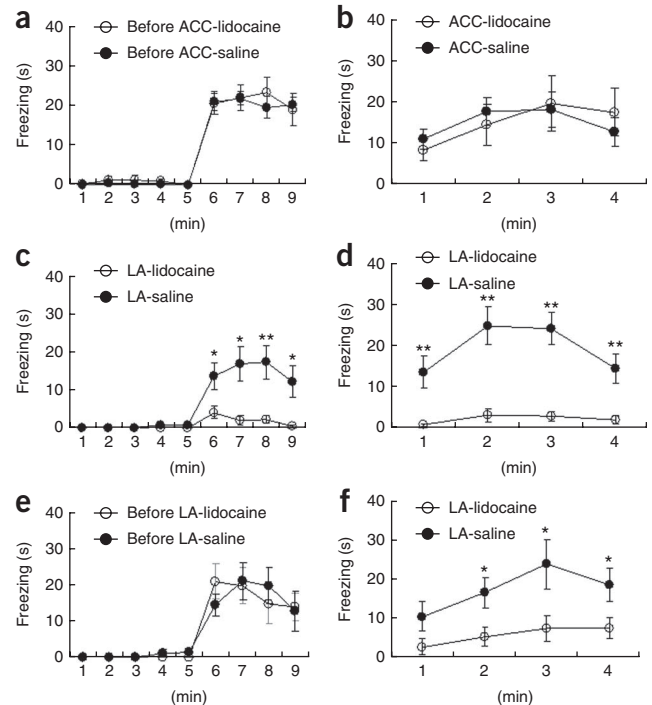 a
Before ACC-lidocaine
Before ACC-saline
Freezing (s)
40
30
20
10
0
1 2 3 4 5 6 7 8 9
(min)
b
ACC-lidocaine
ACC-saline
Freezing (s)
40
30
20
10
0
1 2 3 4
(min)
c
LA-lidocaine
LA-saline
Freezing (s)
40
30
20
10
0
* * ** *
1 2 3 4 5 6 7 8 9
(min)
d
LA-lidocaine
LA-saline
Freezing (s)
40
30
20
10
0
** ** ** **
1 2 3 4
(min)
e
Before LA-lidocaine
Before LA-saline
Freezing (s)
40
30
20
10
0
1 2 3 4 5 6 7 8 9
(min)
f
LA-lidocaine
LA-saline
Freezing (s)
40
30
20
10
0
* * *
1 2 3 4
(min)